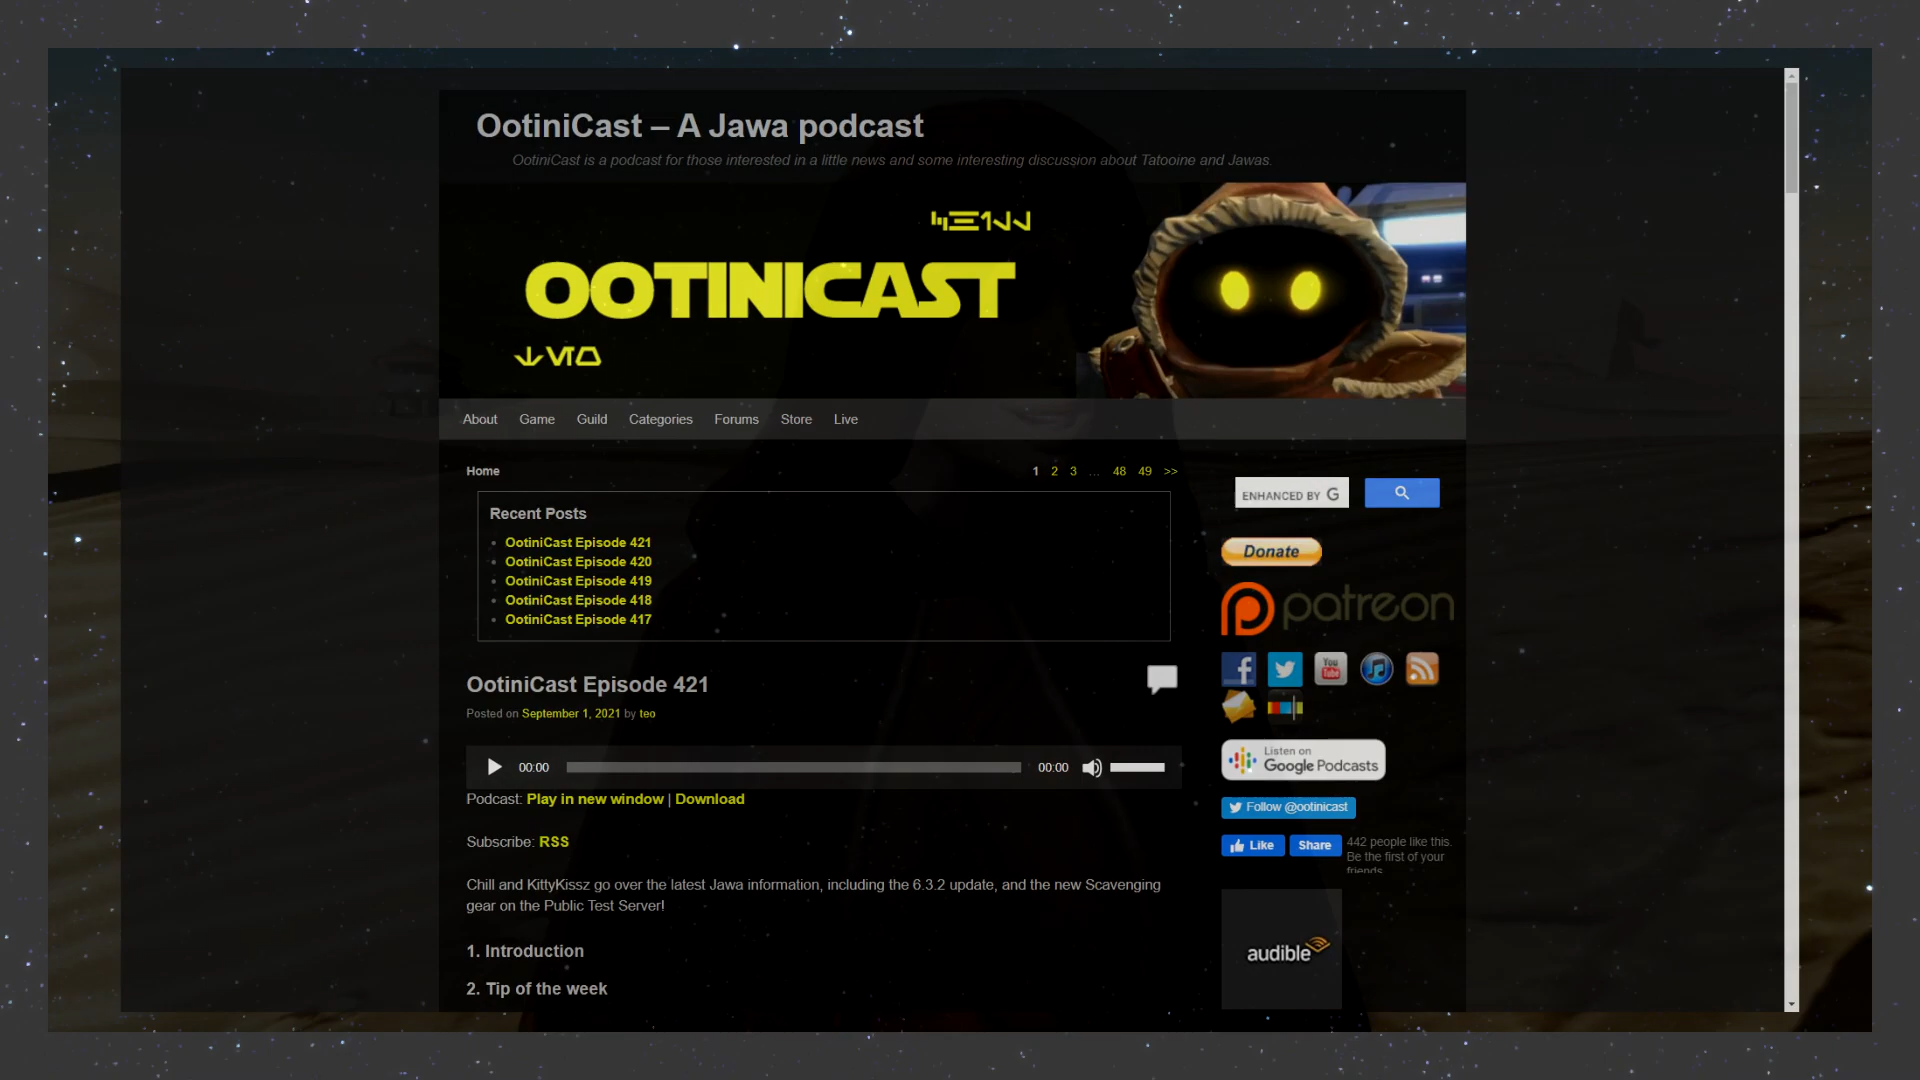 OotiniCast – A Jawa podcast
OotiniCast is a podcast for those interested in a little news and some interesting discussion about Tatooine and Jawas.
OOTINICAST
About Game Guild Categories Forums Store Live
Home
1 2 3 ... 48 49 >>
Recent Posts
OotiniCast Episode 421
OotiniCast Episode 420
OotiniCast Episode 419
OotiniCast Episode 418
OotiniCast Episode 417
OotiniCast Episode 421
Posted on September 1, 2021 by teo
00:00 00:00
Podcast: Play in new window | Download
Subscribe: RSS
Chill and KittyKissz go over the latest Jawa information, including the 6.3.2 update, and the new Scavenging
gear on the Public Test Server!
1. Introduction
2. Tip of the week
ENHANCED BY G
Donate
patreon
You
Tube
Listen on
Google Podcasts
Follow @ootinicast
Like Share
442 people like this.
Be the first of your
friends.
audible